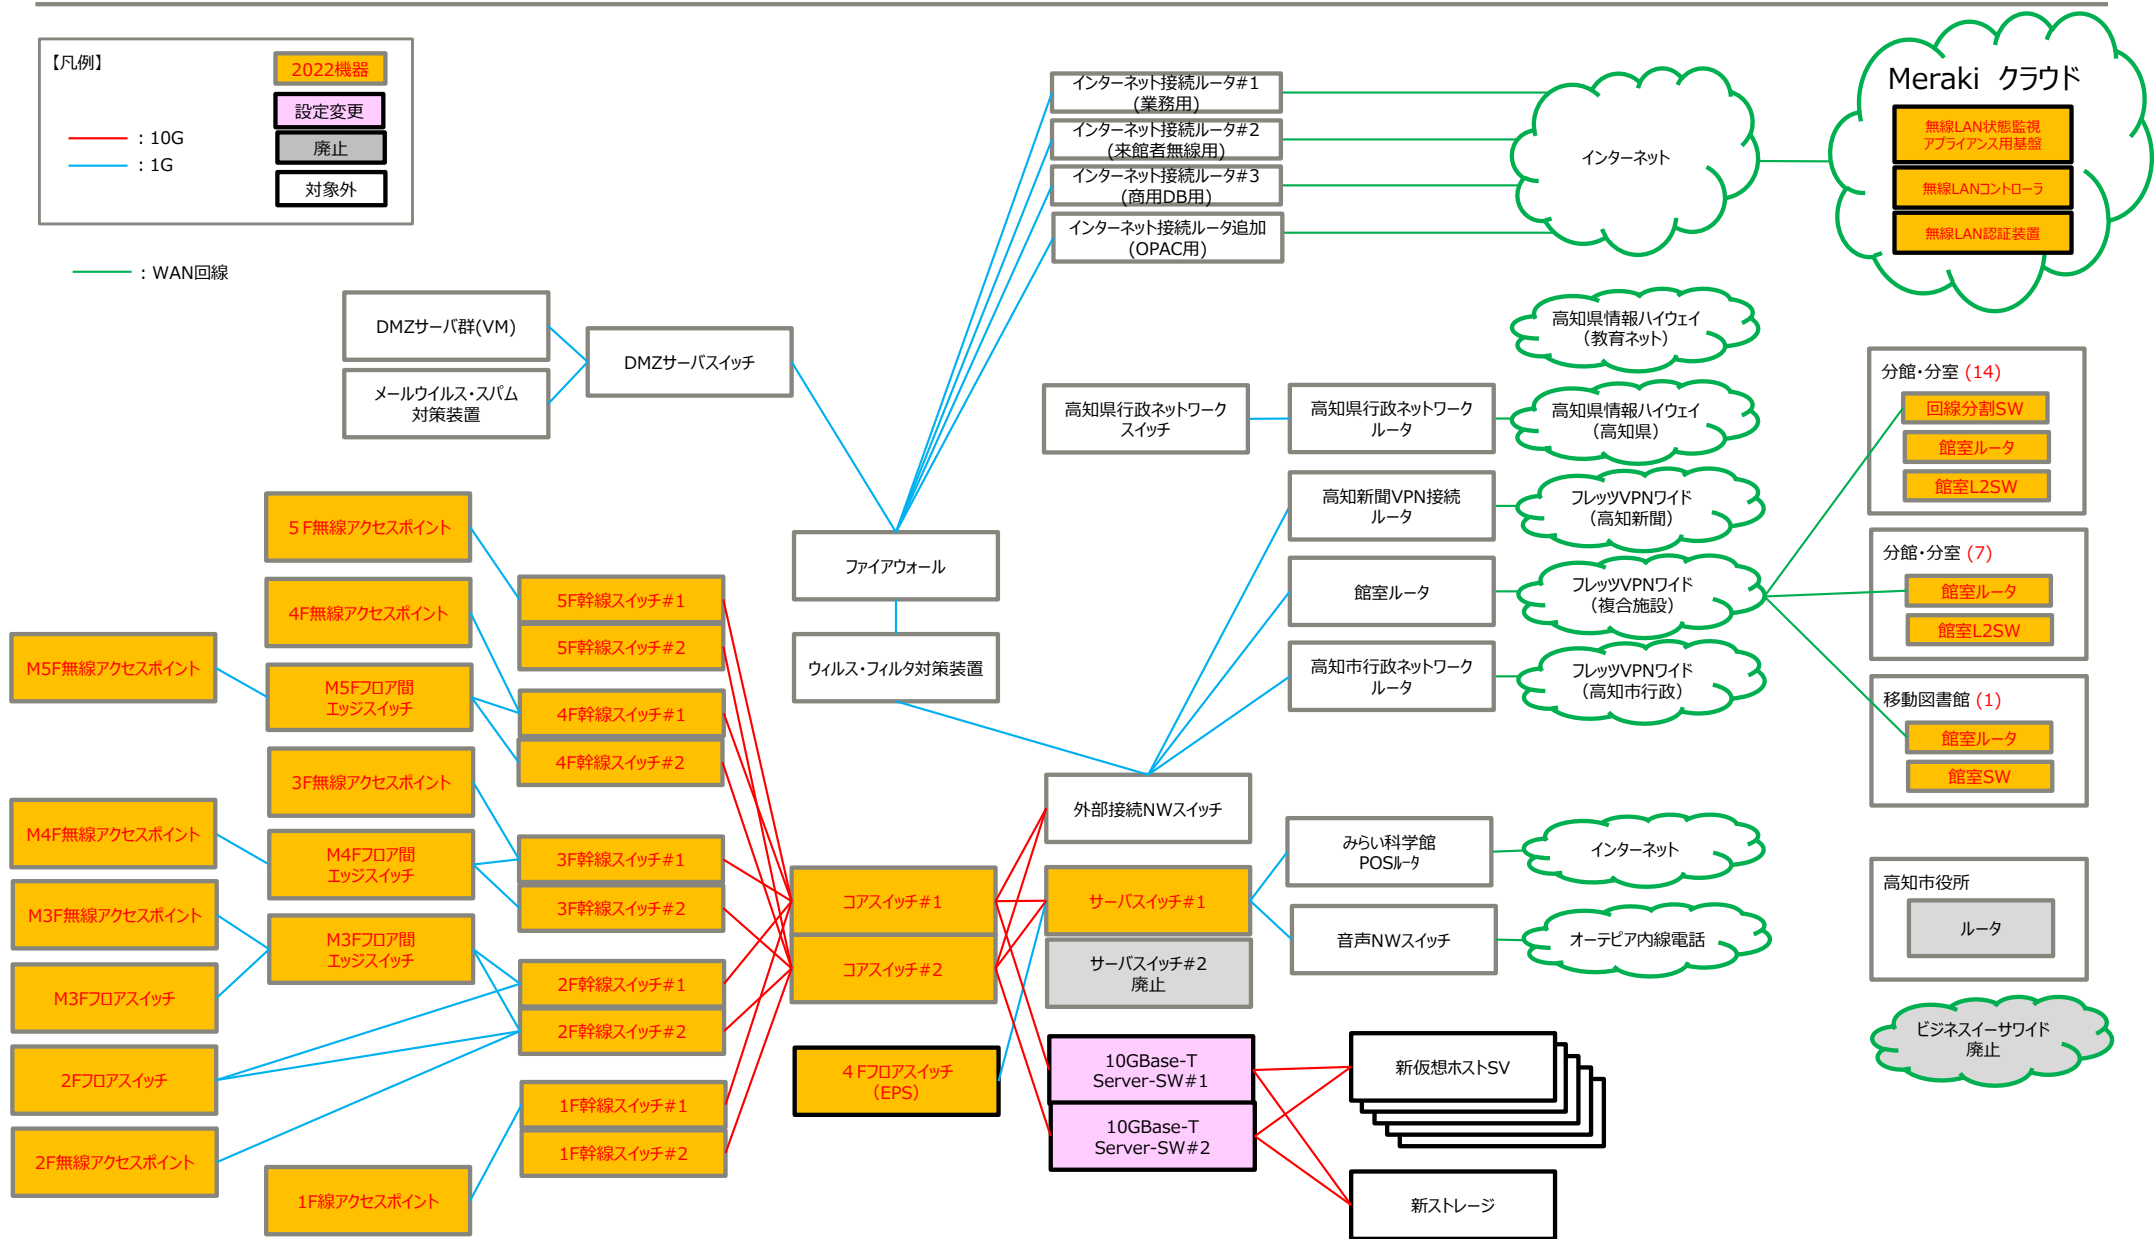 【凡例】
2022機器
設定変更
廃止
対象外
：10G
：1G
：WAN回線
インターネット接続ルータ#1
(業務用)
インターネット接続ルータ#2
(来館者無線用)
インターネット接続ルータ#3
(商用DB用)
インターネット接続ルータ追加
(OPAC用)
インターネット
Meraki クラウド
無線LAN状態監視
アプライアンス用基盤
無線LANコントローラ
無線LAN認証装置
DMZサーバ群(VM)
メールウイルス・スパム
対策装置
DMZサーバスイッチ
高知県情報ハイウェイ
（教育ネット）
高知県行政ネットワーク
スイッチ
高知県行政ネットワーク
ルータ
高知県情報ハイウェイ
（高知県）
高知新聞VPN接続
ルータ
フレッツVPNワイド
（高知新聞）
館室ルータ
フレッツVPNワイド
（複合施設）
高知市行政ネットワーク
ルータ
フレッツVPNワイド
（高知市行政）
分館・分室 (14)
回線分割SW
館室ルータ
館室L2SW
分館・分室 (7)
館室ルータ
館室L2SW
移動図書館 (1)
館室ルータ
館室SW
高知市役所
ルータ
ビジネスイーサワイド
廃止
ファイアウォール
ウィルス・フィルタ対策装置
外部接続NWスイッチ
５F無線アクセスポイント
4F無線アクセスポイント
M5F無線アクセスポイント
M5Fフロア間
エッジスイッチ
3F無線アクセスポイント
M4F無線アクセスポイント
M4Fフロア間
エッジスイッチ
M3F無線アクセスポイント
M3Fフロア間
エッジスイッチ
M3Fフロアスイッチ
2Fフロアスイッチ
2F無線アクセスポイント
1F線アクセスポイント
5F幹線スイッチ#1
5F幹線スイッチ#2
4F幹線スイッチ#1
4F幹線スイッチ#2
3F幹線スイッチ#1
3F幹線スイッチ#2
2F幹線スイッチ#1
2F幹線スイッチ#2
1F幹線スイッチ#1
1F幹線スイッチ#2
コアスイッチ#1
コアスイッチ#2
４Fフロアスイッチ
（EPS）
サーバスイッチ#1
サーバスイッチ#2
廃止
10GBase-T
Server-SW#1
10GBase-T
Server-SW#2
みらい科学館
POSルータ
インターネット
音声NWスイッチ
オーテピア内線電話
新仮想ホストSV
新ストレージ